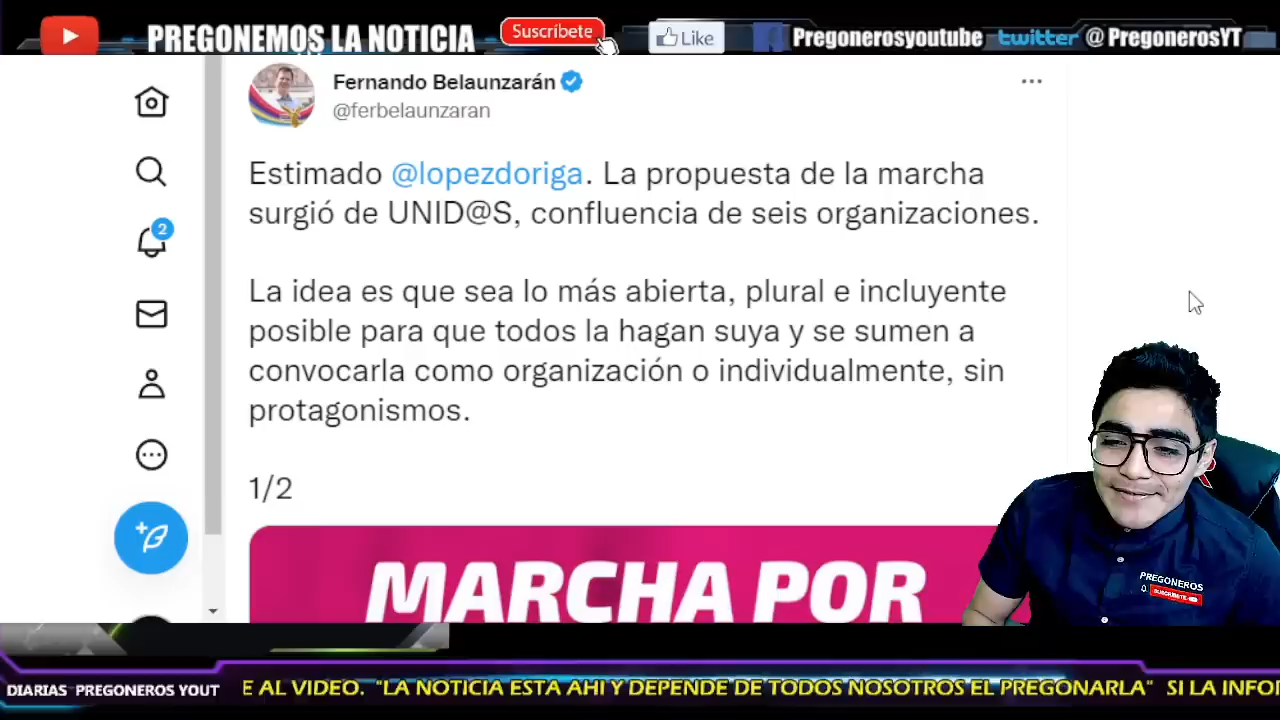 PREGONEMOS LA NOTICIA
Suscríbete
Like
Pregonerosyoutube
twitter @PregonerosYT
Fernando Belaunzarán
@ferbelaunzaran
2
Estimado @lopezdoriga. La propuesta de la marcha
surgió de UNID@S, confluencia de seis organizaciones.
La idea es que sea lo más abierta, plural e incluyente
posible para que todos la hagan suya y se sumen a
convocarla como organización o individualmente, sin
protagonismos.
1/2
MARCHA POR
PREGONEROS
SUSCRIBETE
DIARIAS PREGONEROS YOUT
E AL VIDEO. "LA NOTICIA ESTA AHI Y DEPENDE DE TODOS NOSOTROS EL PREGONARLA" SI LA INFO